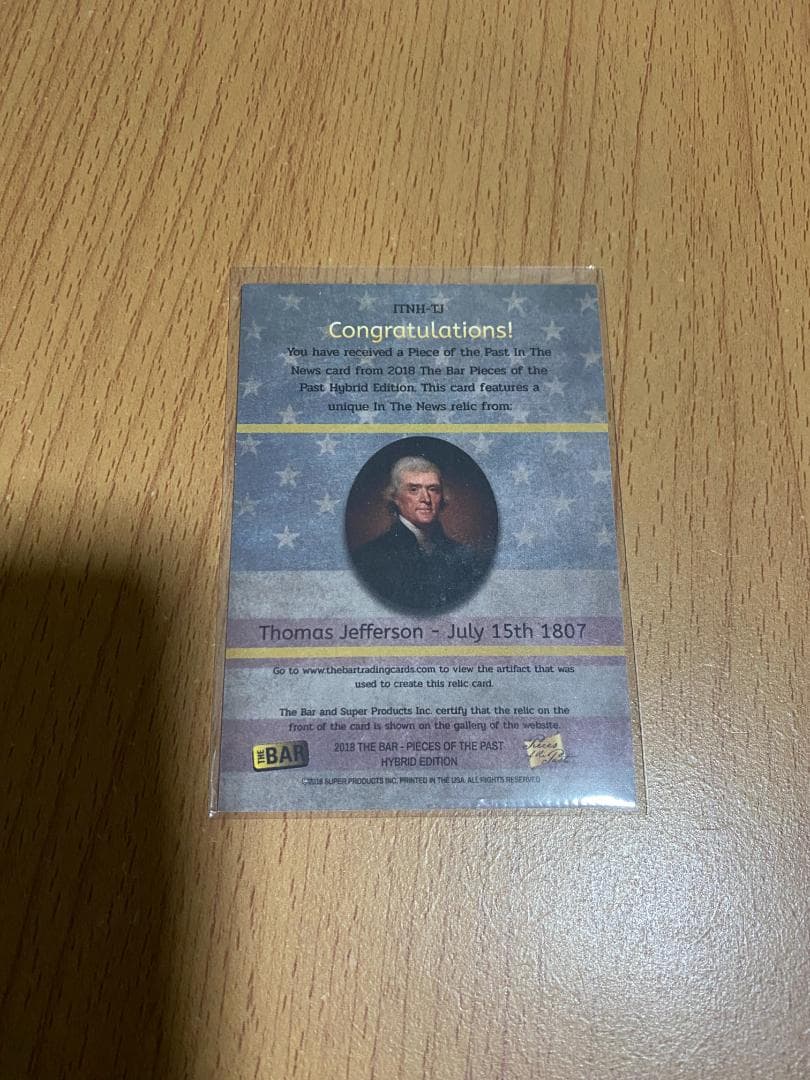 ITNH-TJ
Congratulations!
You have received a Piece of the Past In The
News card from 2018 The Bar Pieces of the
Past Hybrid Edition. This card features a
unique In The News relic from:
Thomas Jefferson - July 15th 1807
Go to www.thebartradingcards.com to view the artifact that was
used to create this relic card.
The Bar and Super Products Inc. certify that the relic on the
front of the card is shown on the gallery of the website.
THE BAR
2018 THE BAR - PIECES OF THE PAST
HYBRID EDITION
Pieces of the Past
©2018 SUPER PRODUCTS INC. PRINTED IN THE USA. ALL RIGHTS RESERVED